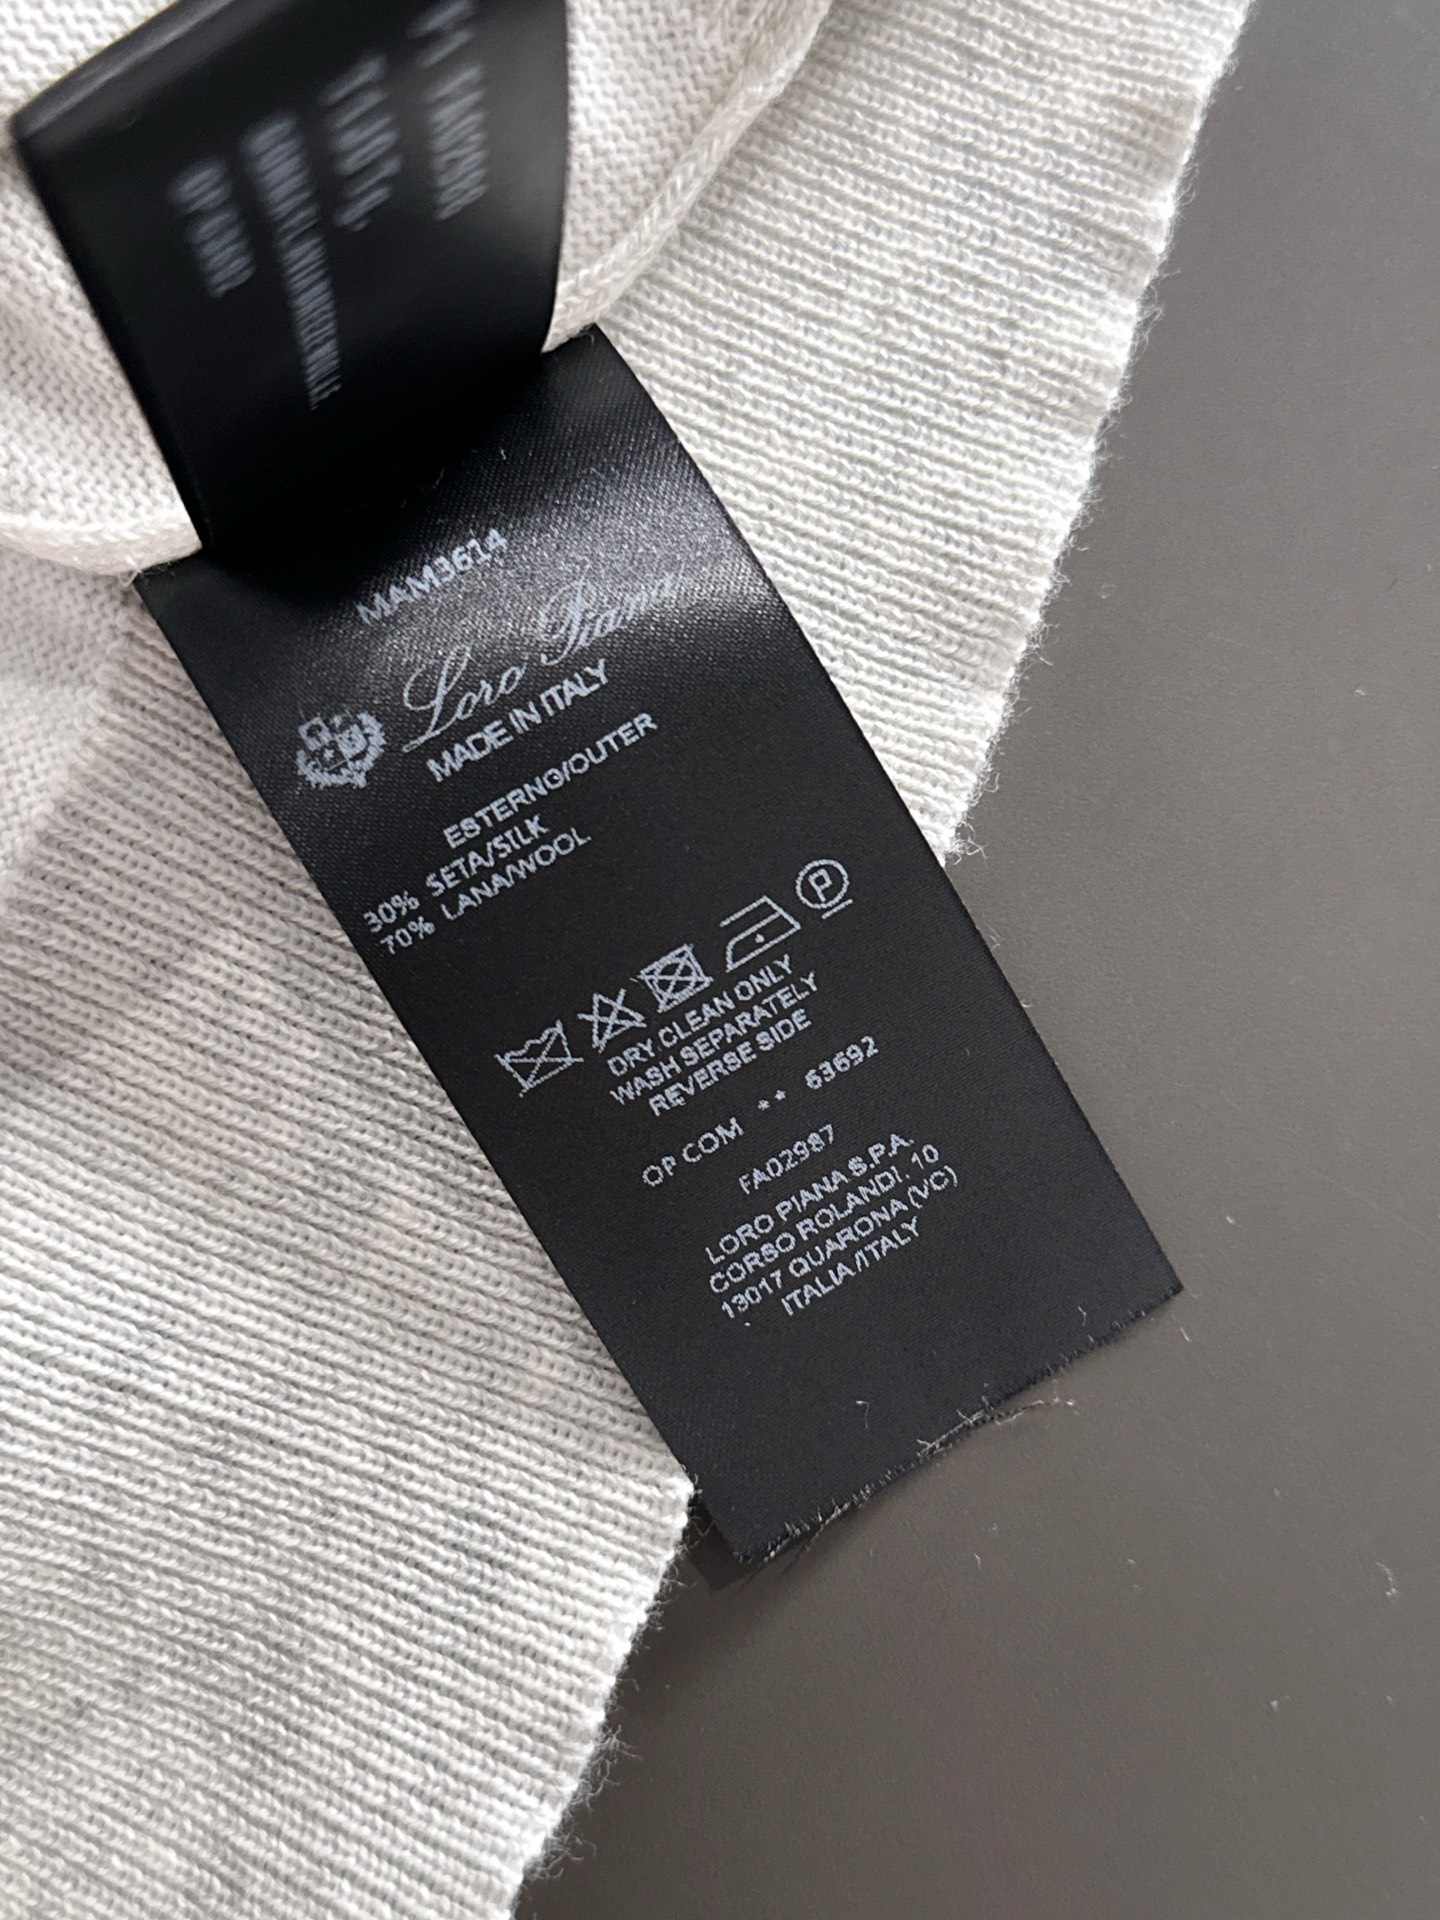 MAM3614
Loro Piana
MADE IN ITALY
ESTERNO/OUTER
30% SETA/SILK
70% LANA/WOOL
P
DRY CLEAN ONLY
WASH SEPARATELY
REVERSE SIDE
OP COM ** 63692
FA02987
LORO PIANA S.P.A.
CORSO ROLANDI, 10
13017 QUARONA (VC)
ITALIA/ITALY